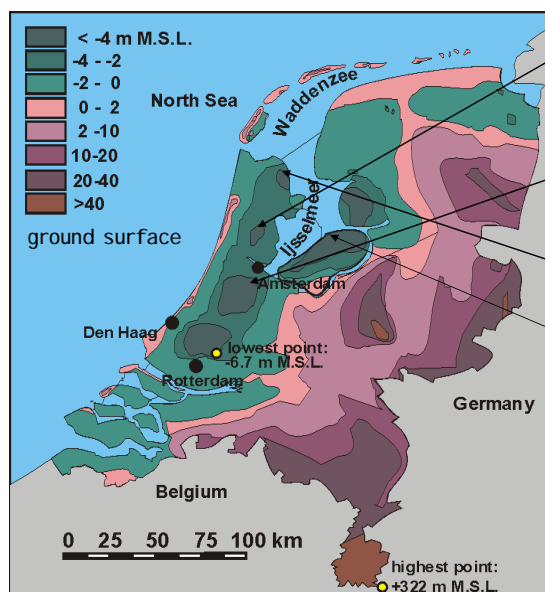 < -4 m M.S.L.
-4 - -2
-2 - 0
0 - 2
2 -10
10-20
20-40
>40
ground surface
North Sea
Waddenzee
Ijsselmeer
Amsterdam
Den Haag
lowest point:
-6.7 m M.S.L.
Rotterdam
Germany
Belgium
0 25 50 75 100 km
highest point:
+322 m M.S.L.